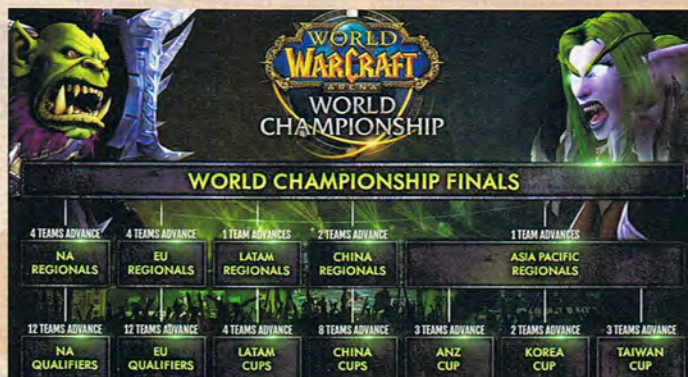 WORLD
WARCRAFT
ARENA
WORLD
CHAMPIONSHIP
WORLD CHAMPIONSHIP FINALS
4 TEAMS ADVANCE 4 TEAMS ADVANCE 1 TEAM ADVANCES 2 TEAMS ADVANCE 1 TEAM ADVANCES
NA EU LATAM CHINA ASIA PACIFIC
REGIONALS REGIONALS REGIONALS REGIONALS REGIONALS
12 TEAMS ADVANCE 12 TEAMS ADVANCE 4 TEAMS ADVANCE 8 TEAMS ADVANCE 3 TEAMS ADVANCE 2 TEAMS ADVANCE 3 TEAMS ADVANCE
NA EU LATAM CHINA ANZ KOREA TAIWAN
QUALIFIERS QUALIFIERS CUPS CUPS CUP CUP CUP